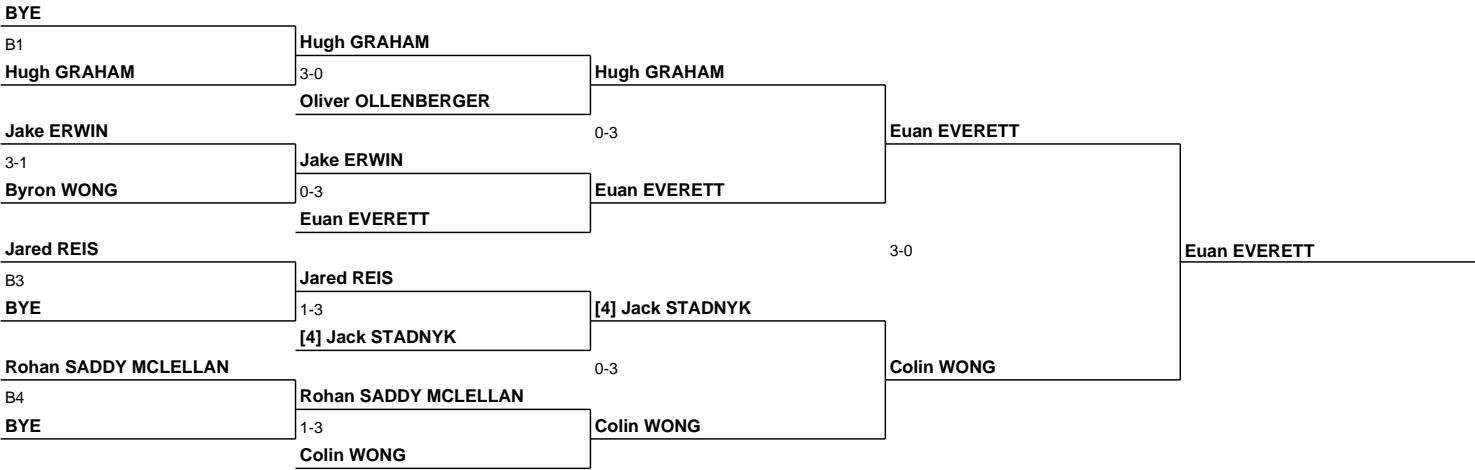 BYE
B1
Hugh GRAHAM
Hugh GRAHAM
3-0
Oliver OLLENBERGER
Hugh GRAHAM
Jake ERWIN
3-1
Byron WONG
Jake ERWIN
0-3
Euan EVERETT
0-3
Euan EVERETT
Euan EVERETT
Jared REIS
B3
BYE
Jared REIS
1-3
[4] Jack STADNYK
[4] Jack STADNYK
Rohan SADDY MCLELLAN
B4
BYE
Rohan SADDY MCLELLAN
1-3
Colin WONG
0-3
Colin WONG
Colin WONG
3-0
Euan EVERETT